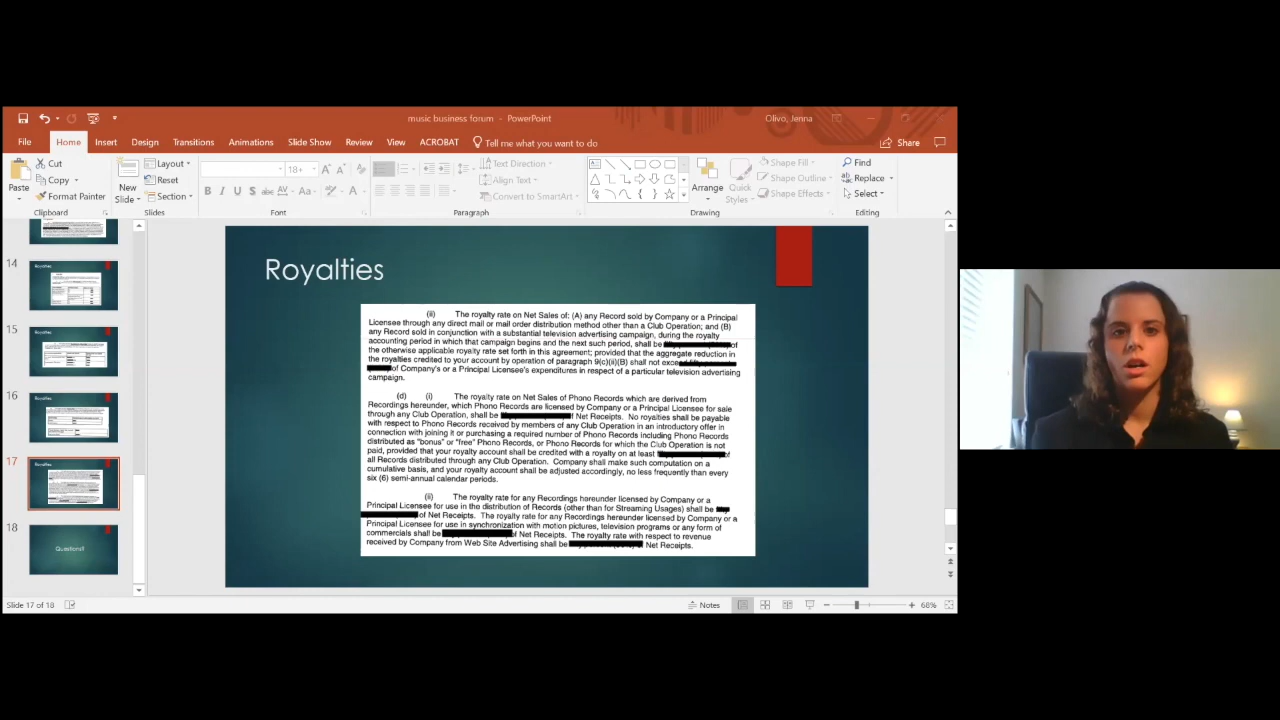 music business forum - PowerPoint
Olivo, Jenna
File Home Insert Design Transitions Animations Slide Show Review View ACROBAT Tell me what you want to do
Share
Paste
Cut
Copy
Format Painter
Clipboard
New Slide
Layout
Reset
Section
Slides
18+
Font
Text Direction
Align Text
Convert to SmartArt
Paragraph
Arrange
Quick Styles
Shape Fill
Shape Outline
Shape Effects
Drawing
Find
Replace
Select
Editing
14
Royalties
15
Royalties
16
Royalties
17
Royalties
18
Questions?
Royalties
(ii) The royalty rate on Net Sales of: (A) any Record sold by Company or a Principal
Licensee through any direct mail or mail order distribution method other than a Club Operation; and (B)
any Record sold in conjunction with a substantial television advertising campaign, during the royalty
accounting period in which that campaign begins and the next such period, shall be of
the otherwise applicable royalty rate set forth in this agreement; provided that the aggregate reduction in
the royalties credited to your account by operation of paragraph 9(c)(ii)(B) shall not exceed
of Company's or a Principal Licensee's expenditures in respect of a particular television advertising
campaign.
(d) (i) The royalty rate on Net Sales of Phono Records which are derived from
Recordings hereunder, which Phono Records are licensed by Company or a Principal Licensee for sale
through any Club Operation, shall be of Net Receipts. No royalties shall be payable
with respect to Phono Records received by members of any Club Operation in an introductory offer in
connection with joining it or purchasing a required number of Phono Records including Phono Records
distributed as "bonus" or "free" Phono Records, or Phono Records for which the Club Operation is not
paid, provided that your royalty account shall be credited with a royalty on at least of
all Records distributed through any Club Operation. Company shall make such computation on a
cumulative basis, and your royalty account shall be adjusted accordingly, no less frequently than every
six (6) semi-annual calendar periods.
(ii) The royalty rate for any Recordings hereunder licensed by Company or a
Principal Licensee for use in the distribution of Records (other than for Streaming Usages) shall be
of Net Receipts. The royalty rate for any Recordings hereunder licensed by Company or a
Principal Licensee for use in synchronization with motion pictures, television programs or any form of
commercials shall be of Net Receipts. The royalty rate with respect to revenue
received by Company from Web Site Advertising shall be of Net Receipts.
Slide 17 of 18
Notes
68%